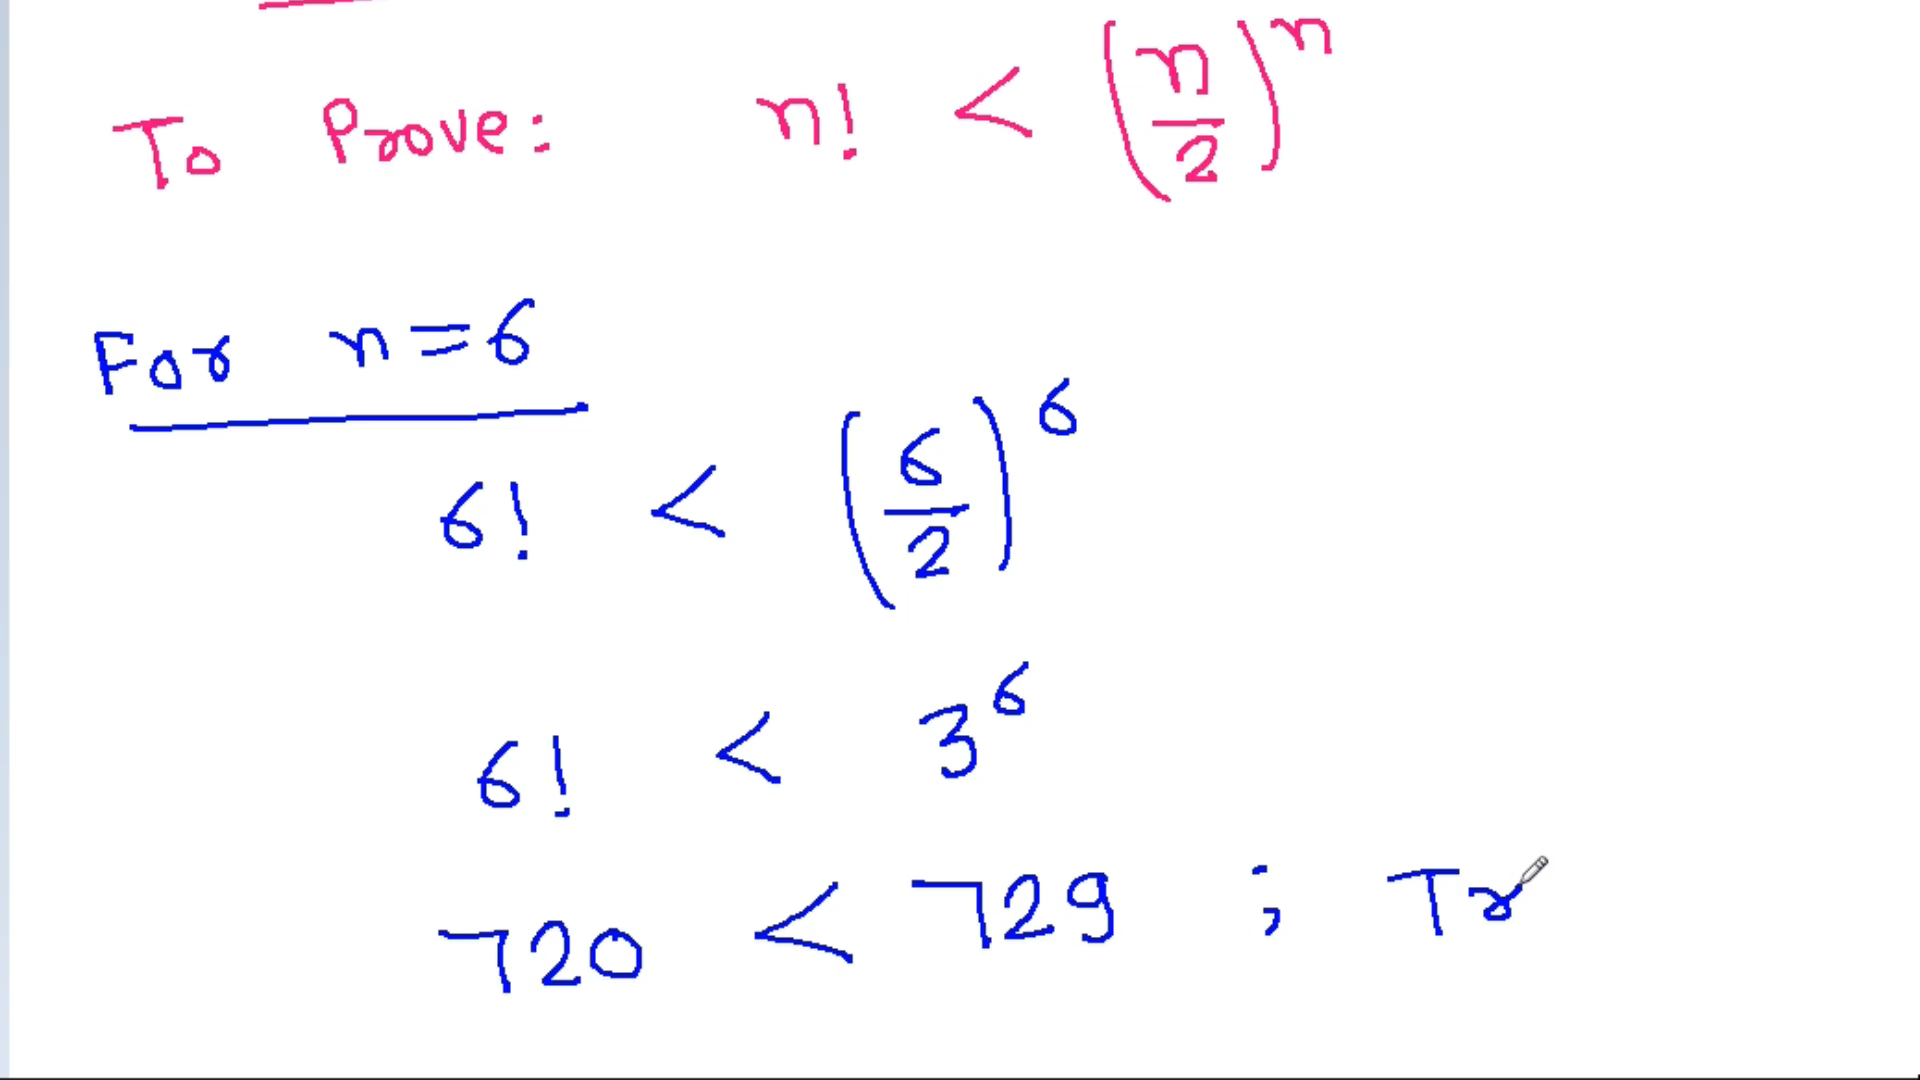 To Prove: n! < (n/2)^n
For n=6
6! < (6/2)^6
6! < 3^6
720 < 729 ; Tr